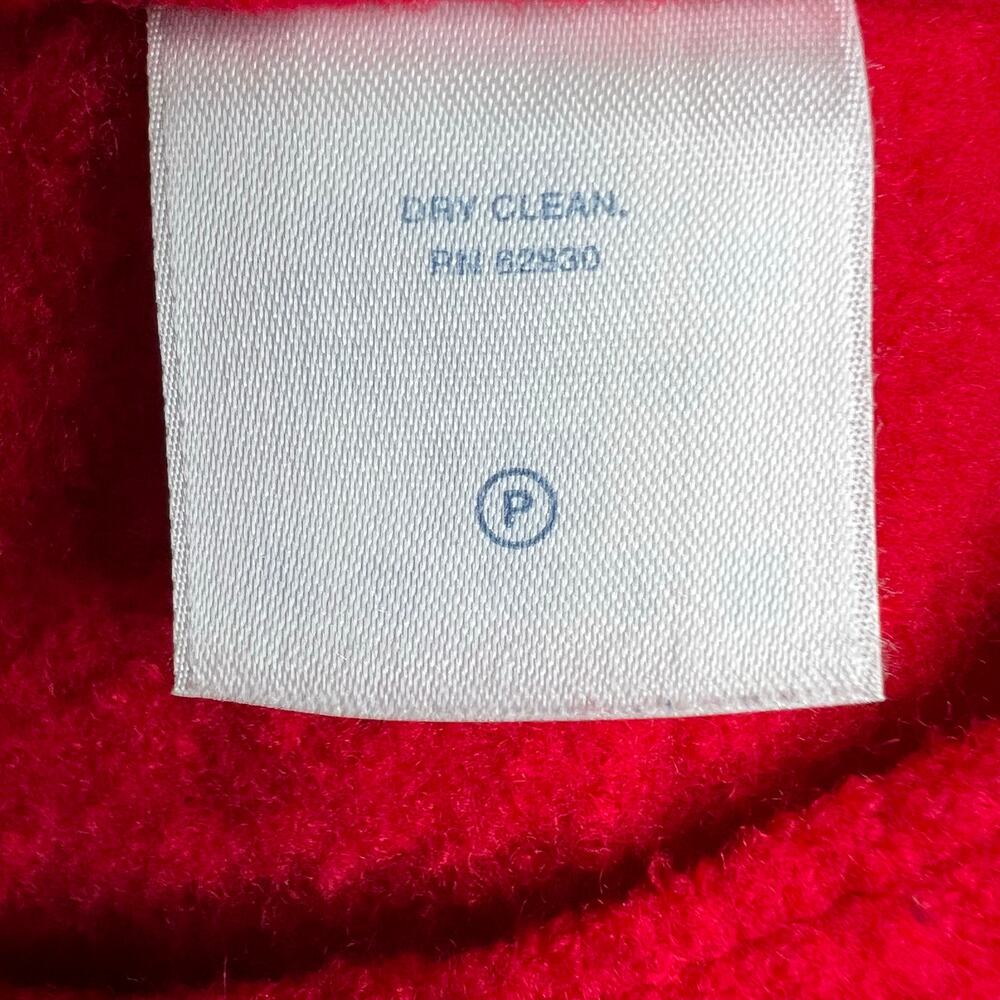 DRY CLEAN.
RN 62830
P